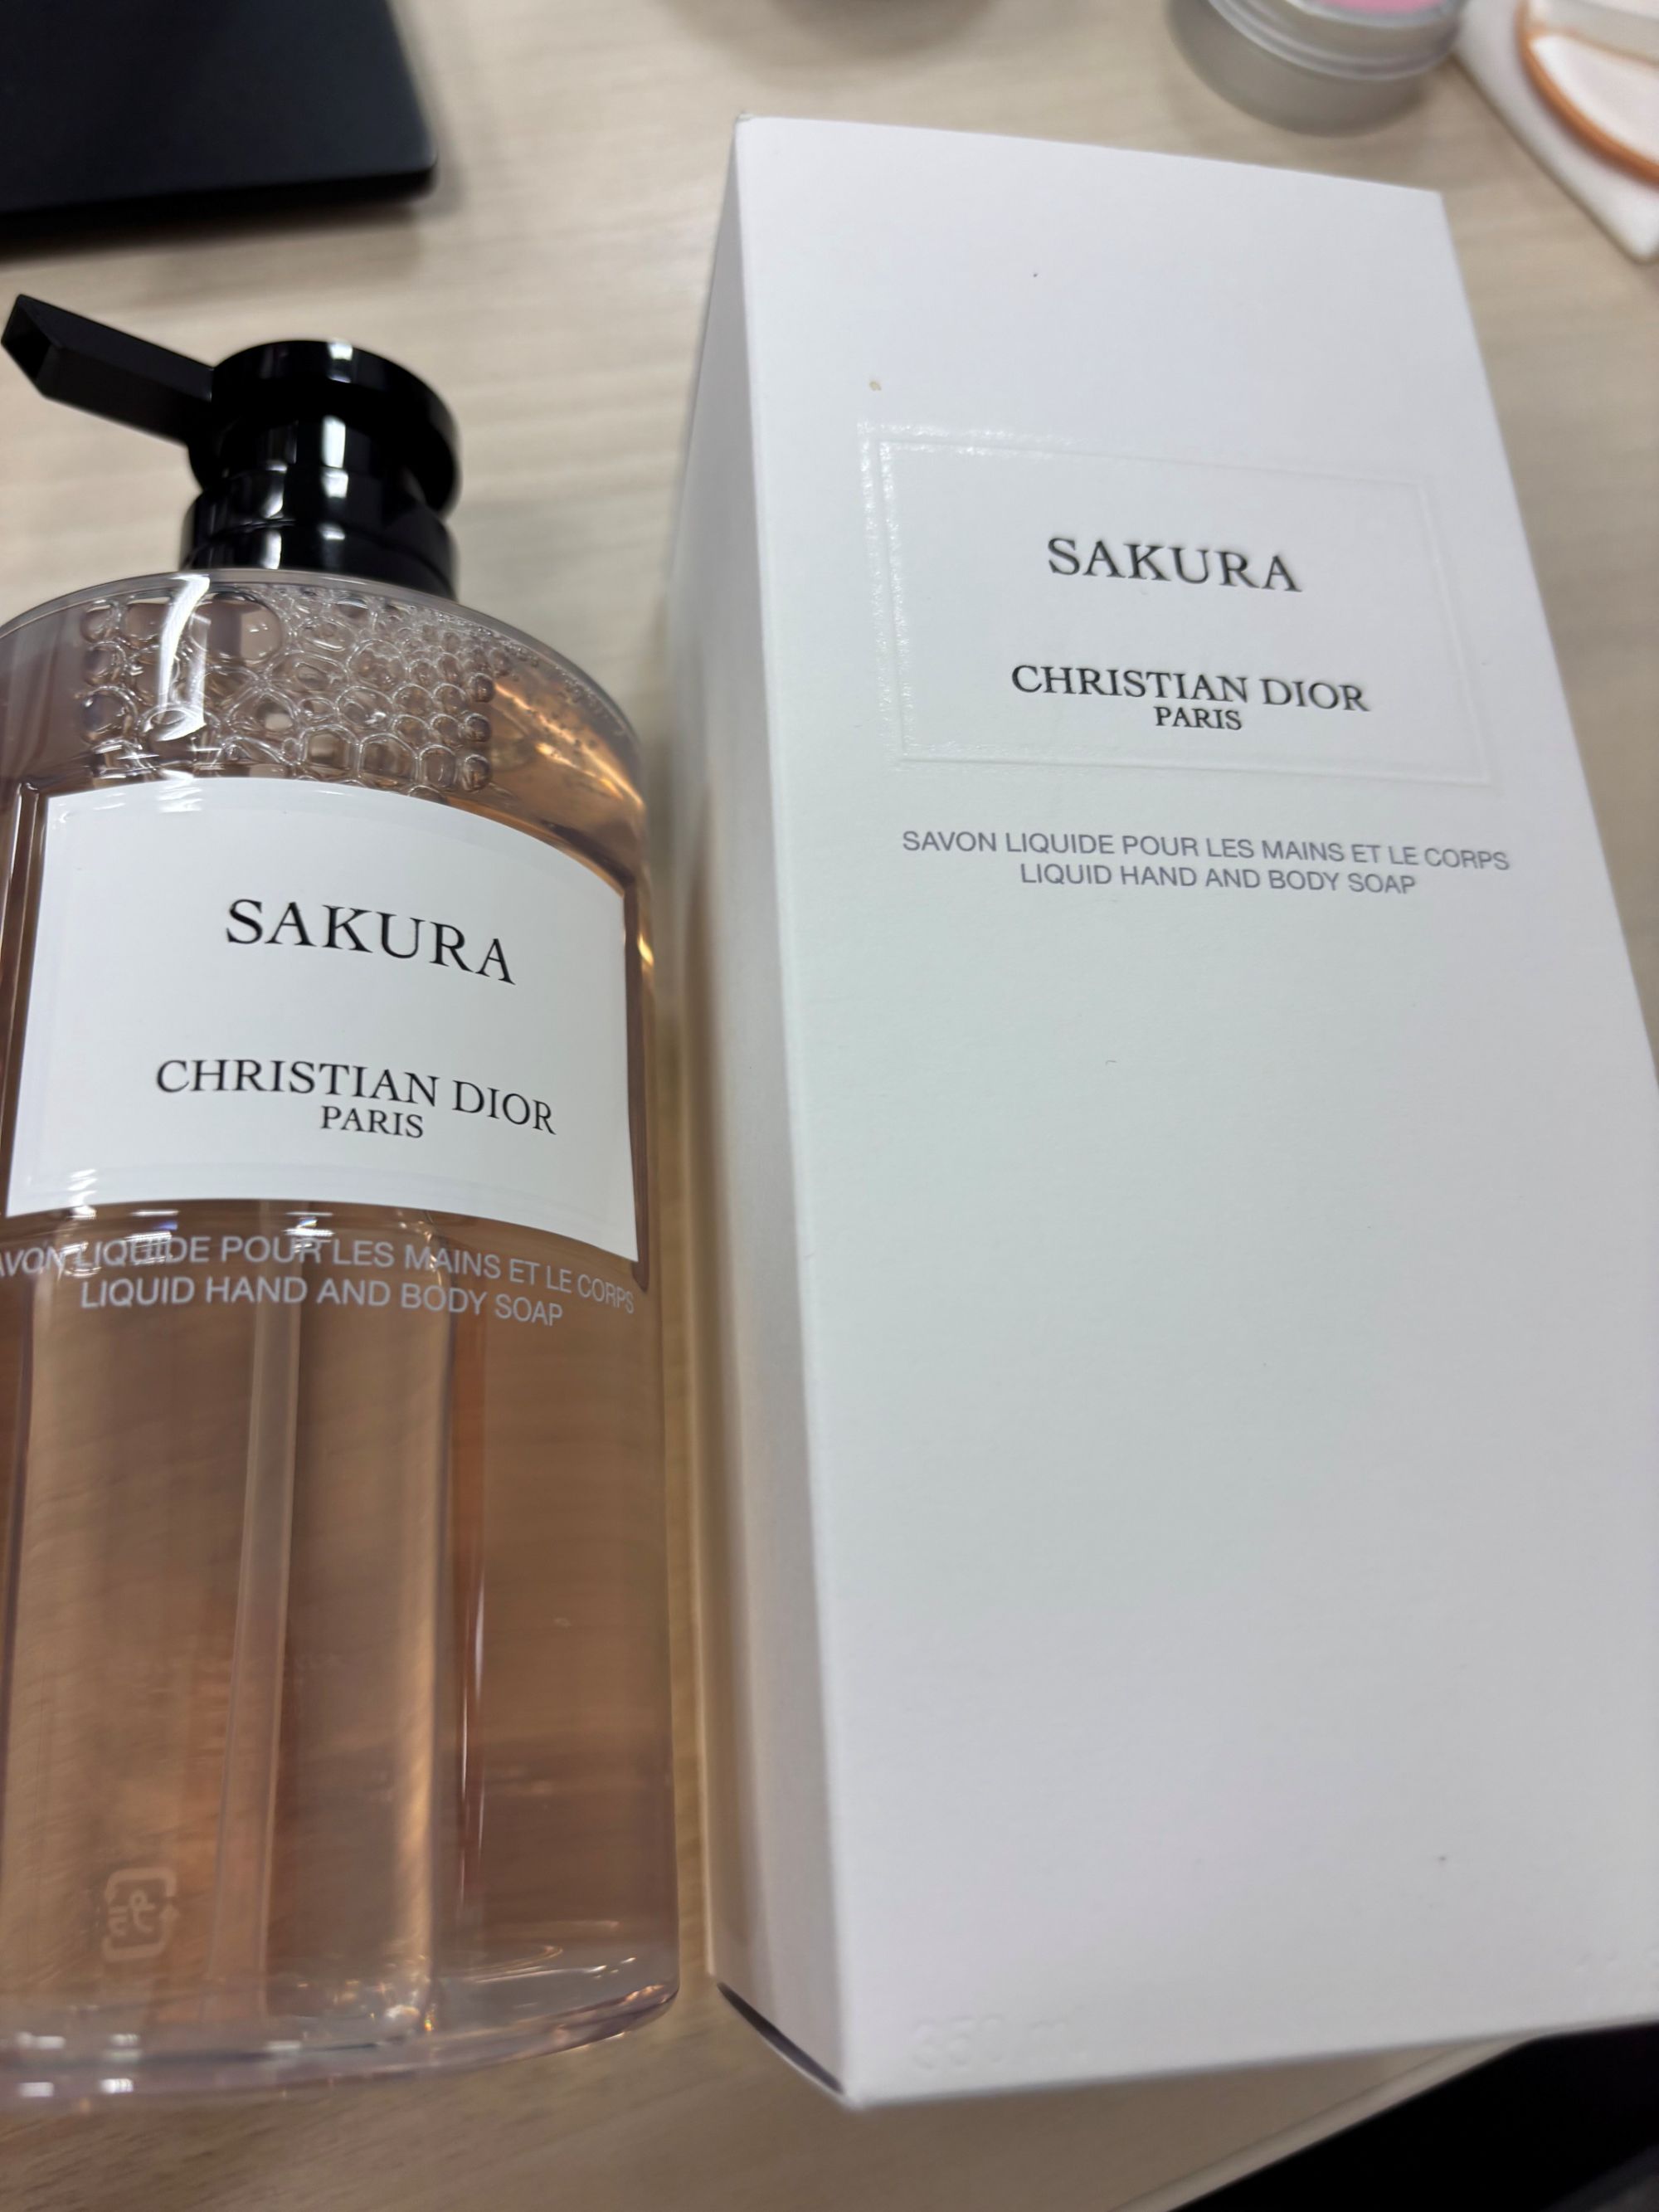 SAKURA
CHRISTIAN DIOR
PARIS
LIQUIDE POUR LES MAINS ET LE CORPS
LIQUID HAND AND BODY SOAP
SAKURA
CHRISTIAN DIOR
PARIS
SAVON LIQUIDE POUR LES MAINS ET LE CORPS
LIQUID HAND AND BODY SOAP